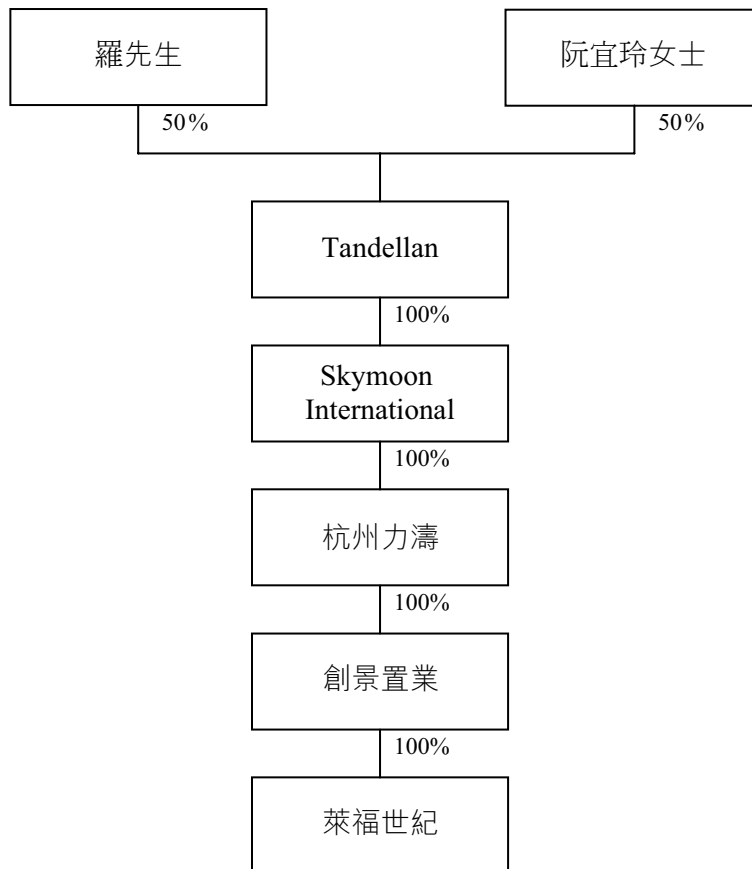 羅先生
阮宜玲女士
50%
50%
Tandellan
100%
Skymoon
International
100%
杭州力濤
100%
創景置業
100%
萊福世紀